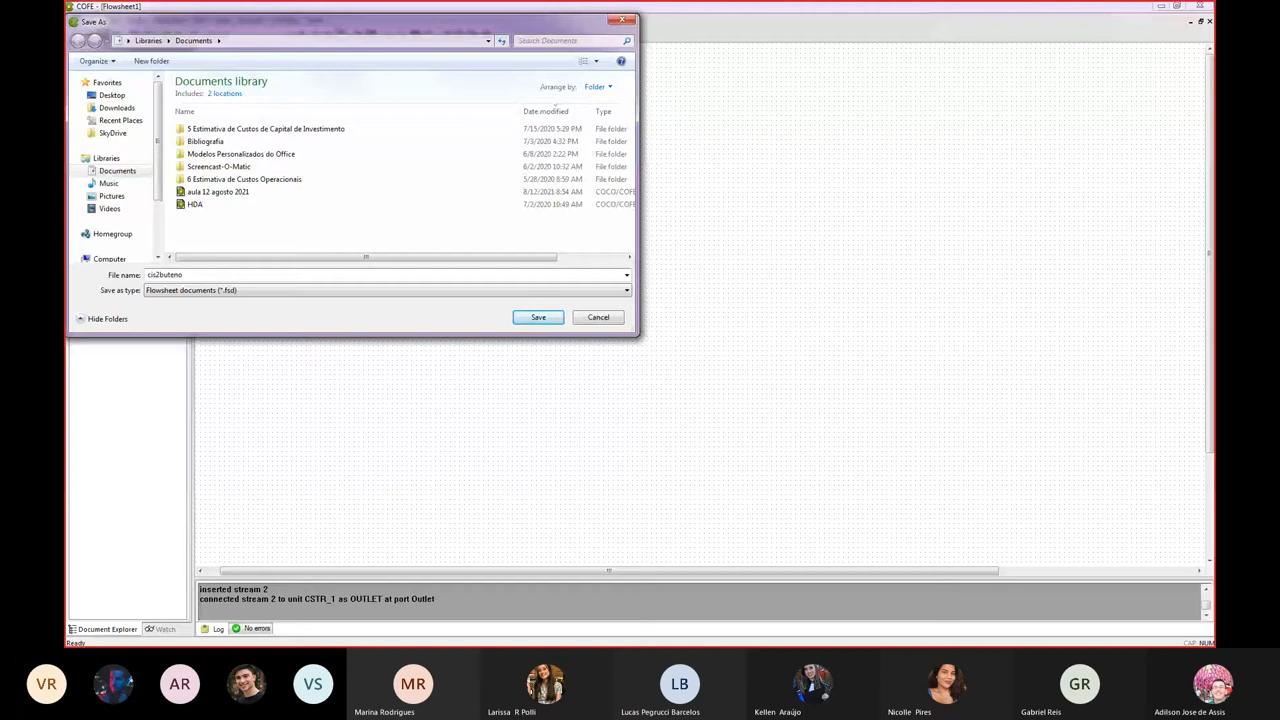 COFE - [Flowsheet1]
Save As
Libraries Documents
Search Documents
Organize New folder
Favorites
Desktop
Downloads
Recent Places
SkyDrive
Libraries
Documents
Music
Pictures
Videos
Homegroup
Computer
Documents library
Includes: 2 locations
Arrange by: Folder
Name Date modified Type
5 Estimativa de Custos de Capital de Investimento 7/15/2020 5:29 PM File folder
Bibliografia 7/3/2020 4:32 PM File folder
Modelos Personalizados do Office 6/8/2020 2:22 PM File folder
Screencast-O-Matic 6/2/2020 10:32 AM File folder
6 Estimativa de Custos Operacionais 5/28/2020 8:59 AM File folder
aula 12 agosto 2021 8/12/2021 8:54 AM COCO/COFE
HDA 7/2/2020 10:49 AM COCO/COFE
File name: cis2buteno
Save as type: Flowsheet documents (*.fsd)
Hide Folders
Save Cancel
inserted stream 2
connected stream 2 to unit CSTR_1 as OUTLET at port Outlet
Document Explorer Watch
Log No errors
Ready
CAP NUM
VR
AR
VS
MR
LB
GR
Marina Rodrigues
Larissa R Polli
Lucas Pegrucci Barcelos
Kellen Araújo
Nicolle Pires
Gabriel Reis
Adilson Jose de Assis